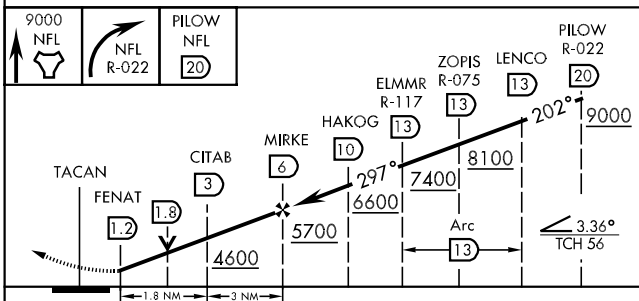 9000
NFL
NFL
R-022
PILOW
NFL
20
TACAN
FENAT
1.2
1.8
CITAB
3
MIRKE
6
HAKOG
10
ELMMR
R-117
13
ZOPIS
R-075
13
LENCO
13
PILOW
R-022
20
202°
9000
8100
7400
297°
6600
5700
4600
Arc
13
3.36°
TCH 56
1.8 NM
3 NM